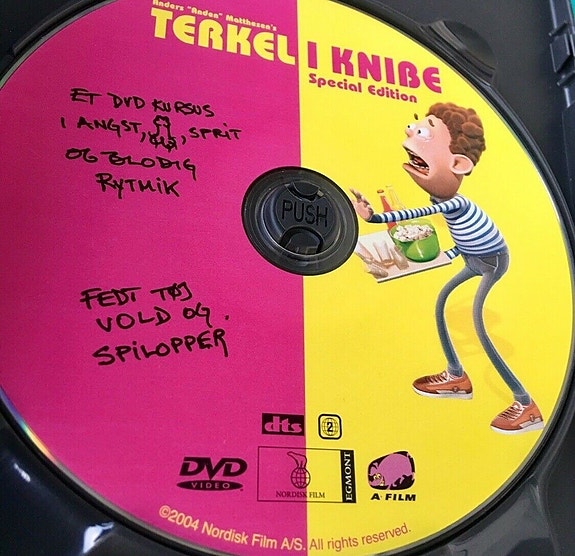 Anders "Anden" Matthesen's
TERKEL I KNIBE
Special Edition
ET DVD KURSUS
I ANGST, , SPRIT
OG BLODIG
RYTMIK
PUSH
FEDT TØJ
VOLD OG.
SPILOPPER
dts
2
DVD
VIDEO
NORDISK FILM
EGMONT
A. FILM
©2004 Nordisk Film A/S. All rights reserved.